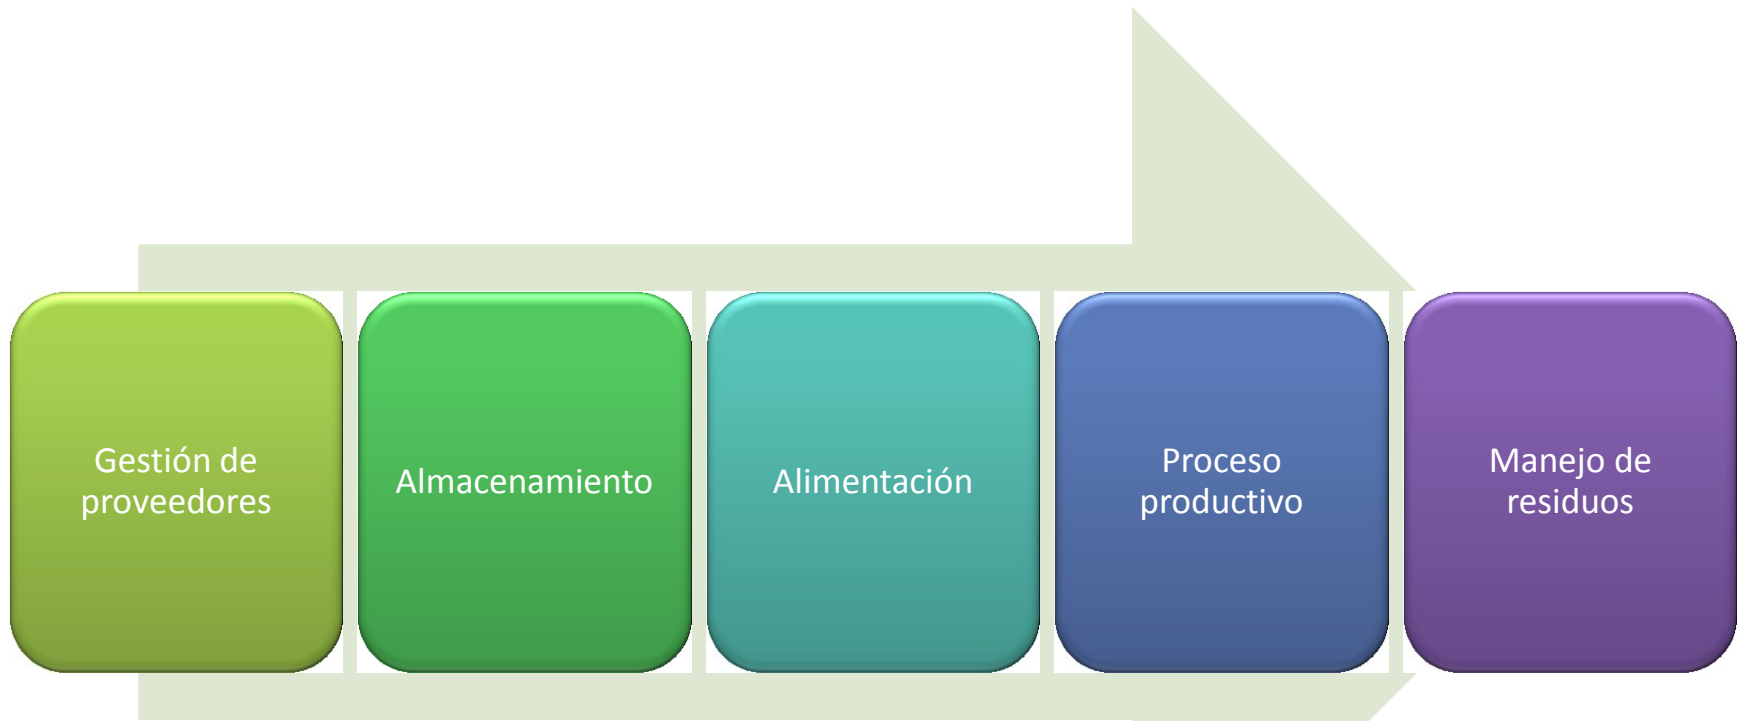 Gestión de
proveedores
Almacenamiento
Alimentación
Proceso
productivo
Manejo de
residuos